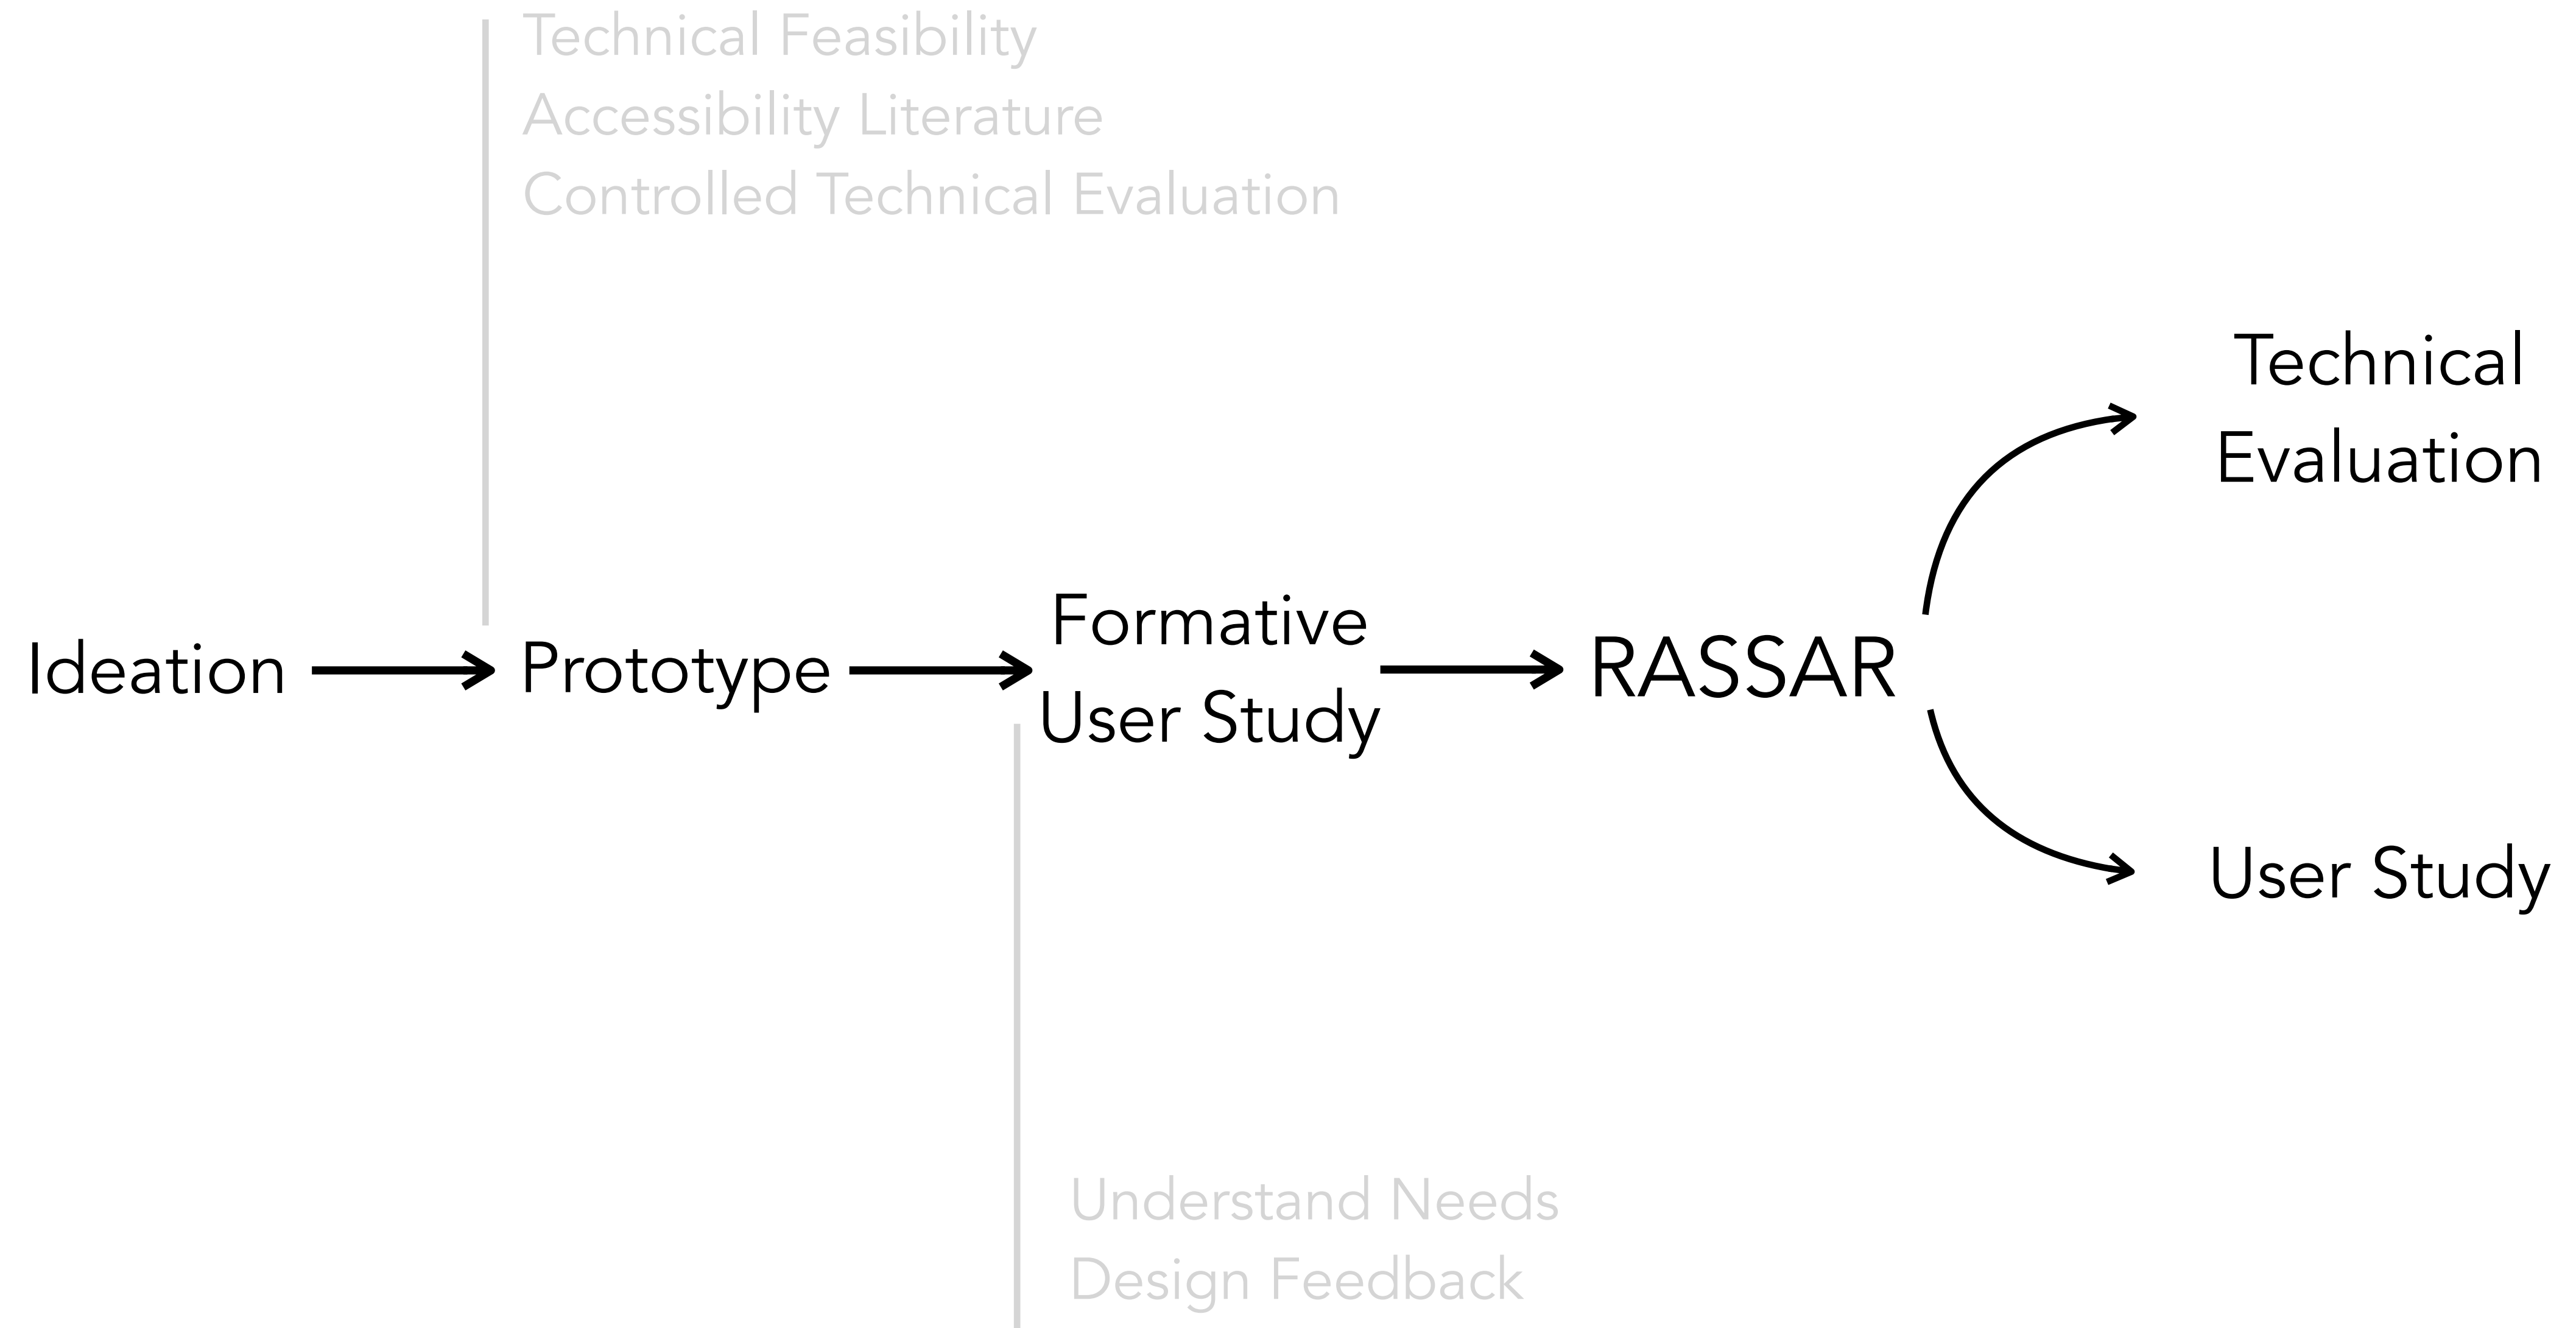 Technical Feasibility
Accessibility Literature
Controlled Technical Evaluation
Ideation
Prototype
Formative
User Study
RASSAR
Technical
Evaluation
User Study
Understand Needs
Design Feedback